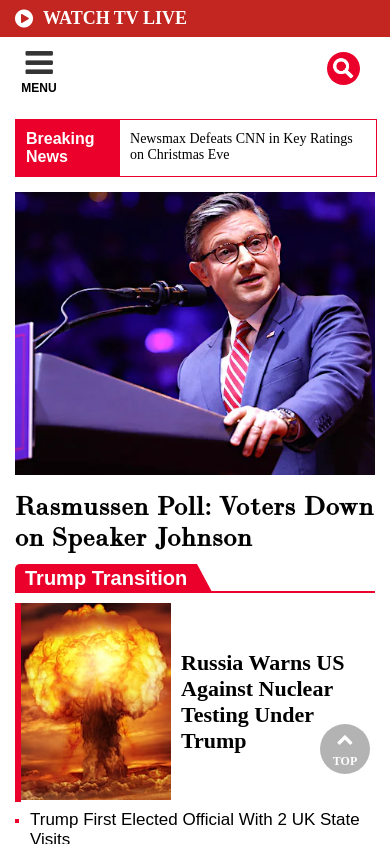 WATCH TV LIVE
MENU
Breaking
News
Newsmax Defeats CNN in Key Ratings
on Christmas Eve
Rasmussen Poll: Voters Down
on Speaker Johnson
Trump Transition
Russia Warns US
Against Nuclear
Testing Under
Trump
TOP
Trump First Elected Official With 2 UK State
Visits